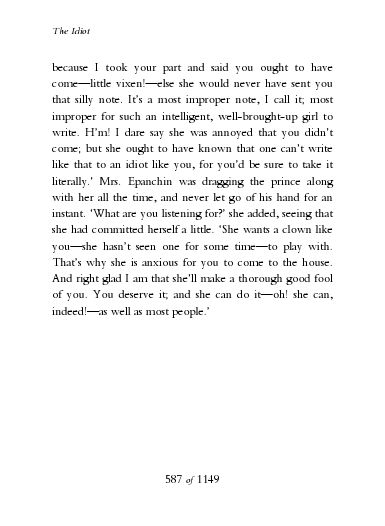 The Idiot
because I took your part and said you ought to have
come—little vixen!—else she would never have sent you
that silly note. It's a most improper note, I call it; most
improper for such an intelligent, well-brought-up girl to
write. H'm! I dare say she was annoyed that you didn't
come; but she ought to have known that one can't write
like that to an idiot like you, for you'd be sure to take it
literally.' Mrs. Epanchin was dragging the prince along
with her all the time, and never let go of his hand for an
instant. 'What are you listening for?' she added, seeing that
she had committed herself a little. 'She wants a clown like
you—she hasn't seen one for some time—to play with.
That's why she is anxious for you to come to the house.
And right glad I am that she'll make a thorough good fool
of you. You deserve it; and she can do it—oh! she can,
indeed!—as well as most people.'
587 of 1149